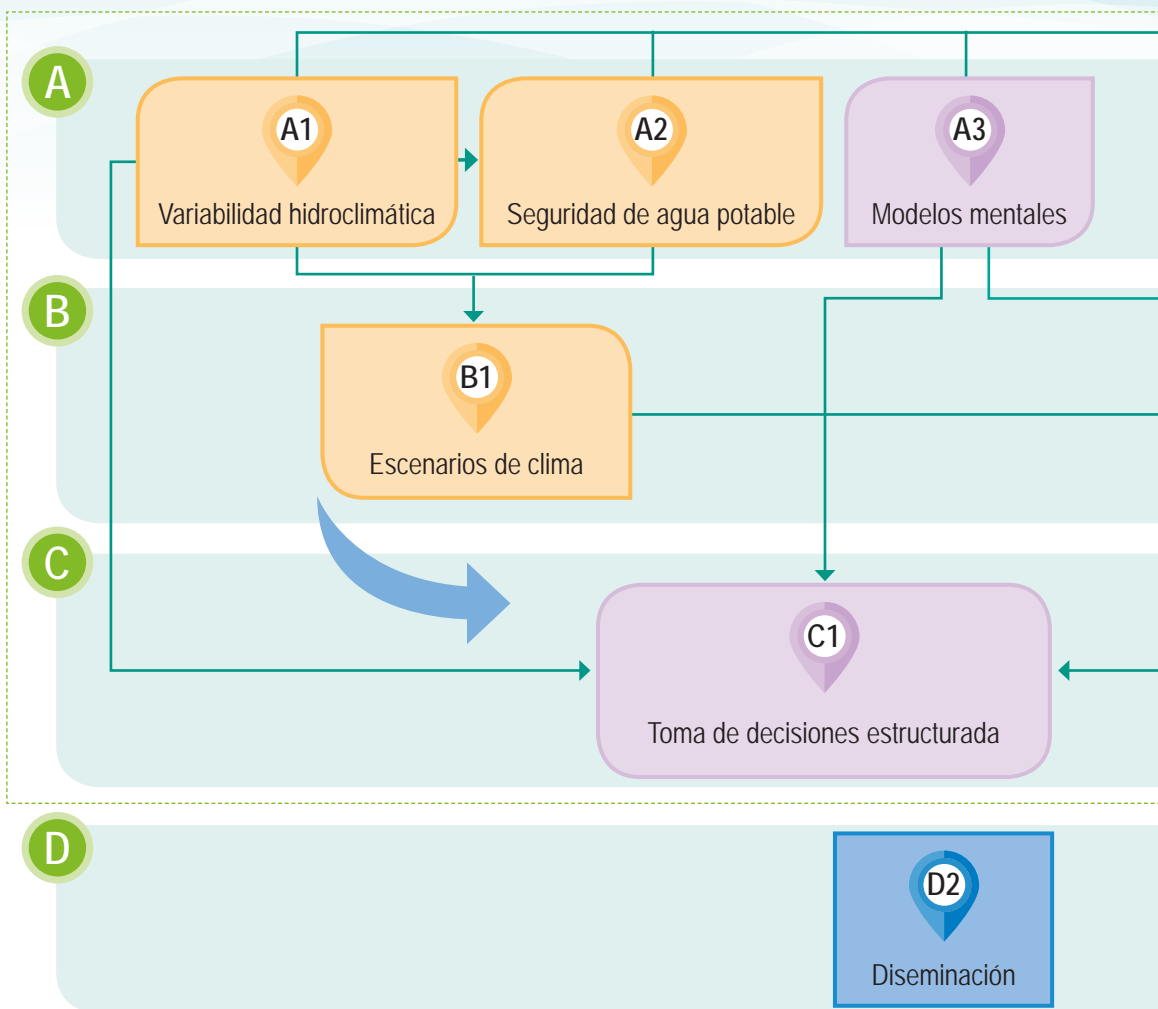 A
A1
Variabilidad hidroclimática
A2
Seguridad de agua potable
A3
Modelos mentales
B
B1
Escenarios de clima
C
C1
Toma de decisiones estructurada
D
D2
Diseminación